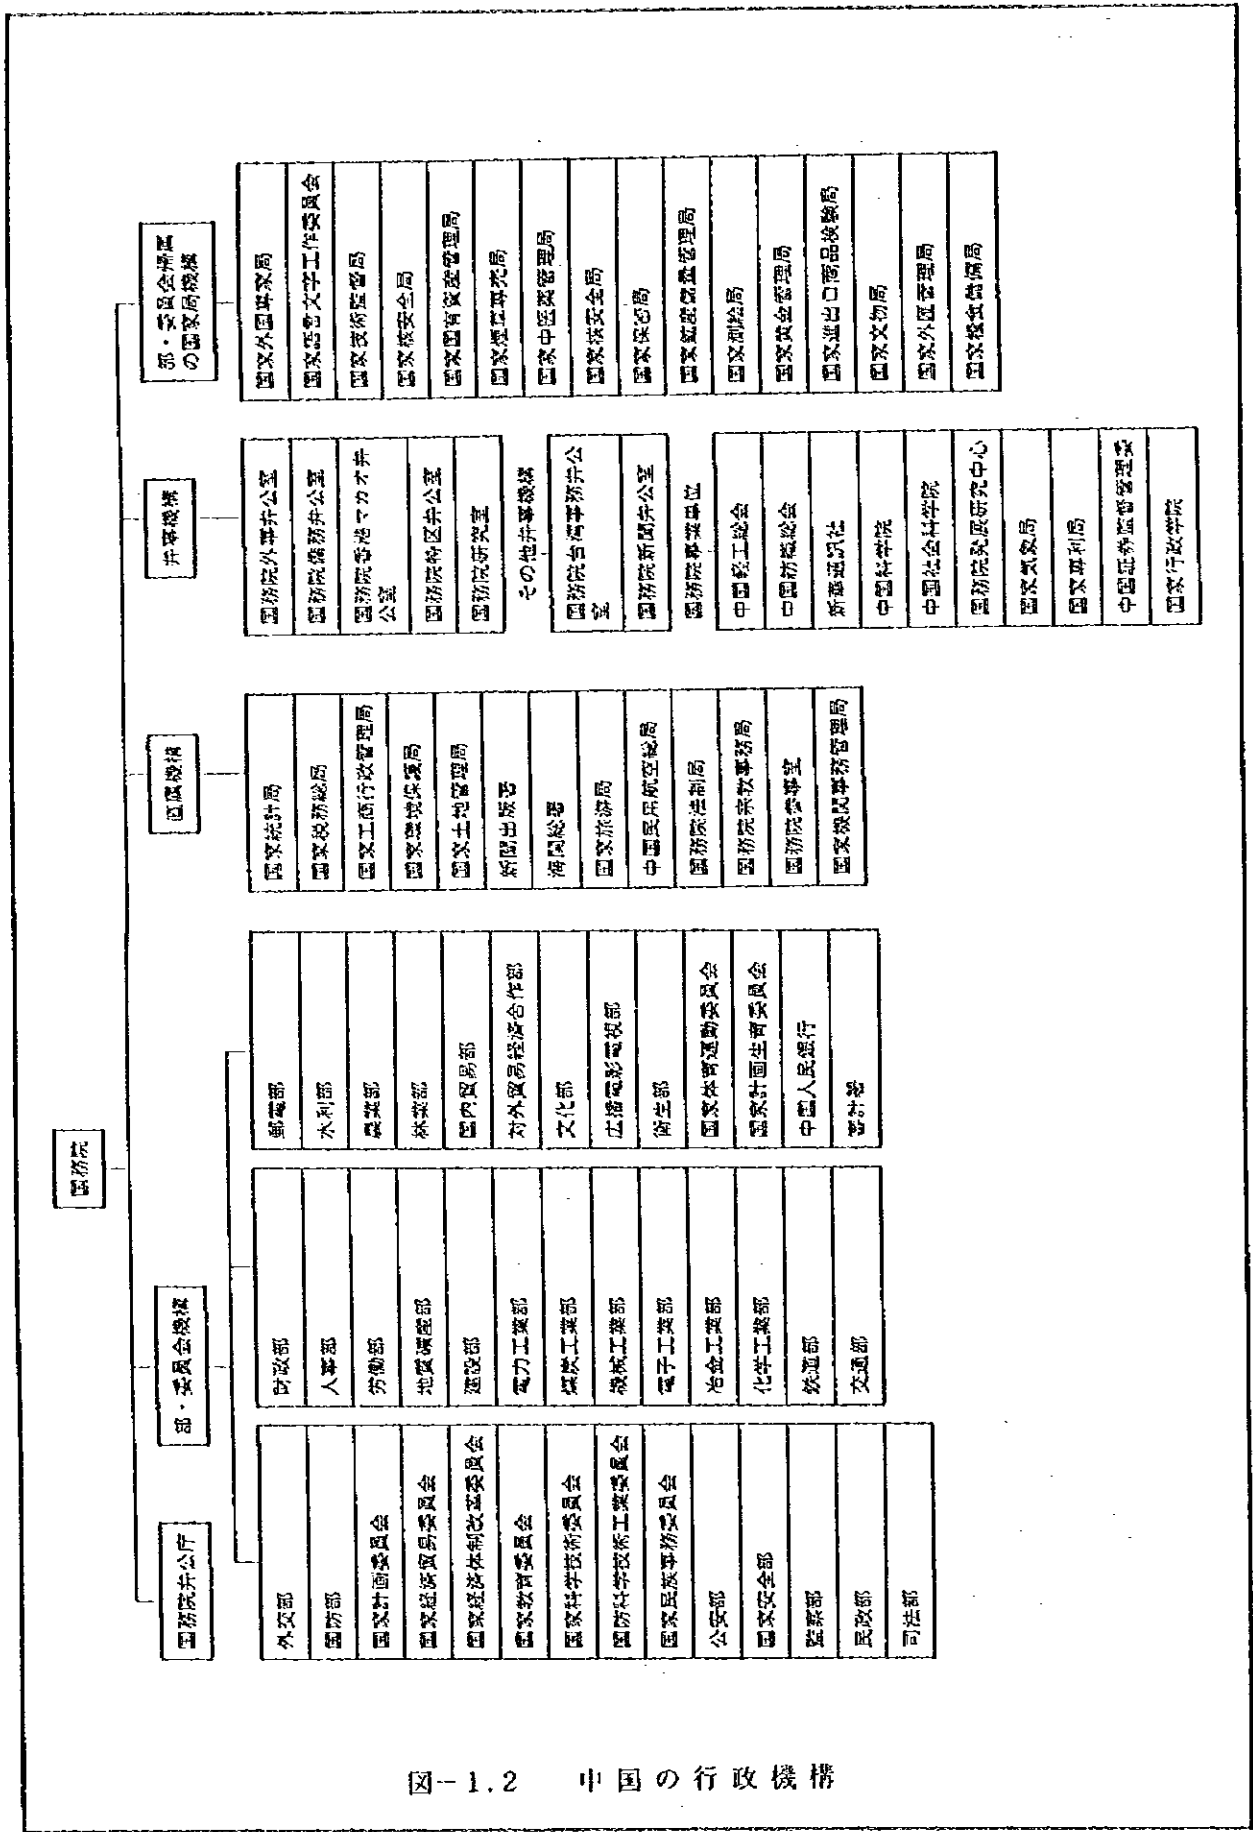 国務院
国務院弁公庁
部・委員会機構
外交部
国防部
国家計画委員会
国家経済貿易委員会
国家経済体制改革委員会
国家教育委員会
国家科学技術委員会
国防科学技術工業委員会
国家民族事務委員会
公安部
国家安全部
監察部
民政部
司法部
財政部
人事部
労働部
地質礦産部
建設部
電力工業部
煤炭工業部
機械工業部
電子工業部
冶金工業部
化学工業部
鉄道部
交通部
郵電部
水利部
農業部
林業部
国内貿易部
対外貿易経済合作部
文化部
広播電影電視部
衛生部
国家体育運動委員会
国家計画生育委員会
中国人民銀行
審計署
直属機構
国家統計局
国家税務総局
国家工商行政管理局
国家環境保護局
国家土地管理局
新聞出版署
海関総署
国家旅游局
中国民用航空総局
国務院法制局
国務院宗教事務局
国務院参事室
国家機関事務管理局
弁事機構
国務院外事弁公室
国務院僑務弁公室
国務院香港マカオ弁
公室
国務院特区弁公室
国務院研究室
その他弁事機構
国務院台湾事務弁公
室
国務院新聞弁公室
国務院事業単位
中国軽工総会
中国紡織総会
新華通訊社
中国科学院
中国社会科学院
国務院発展研究中心
国家気象局
国家専利局
中国証券監督管理委
国家行政学院
部・委員会帰属
の国家局機構
国家外国専家局
国家語言文字工作委員会
国家技術監督局
国家核安全局
国家国有資産管理局
国家煙草専売局
国家中医薬管理局
国家核安全局
国家保密局
国家測絵局
国家黄金管理局
国家進出口商品検験局
国家文物局
国家外匯管理局
国家糧食儲備局
図-1.2 中国の行政機構